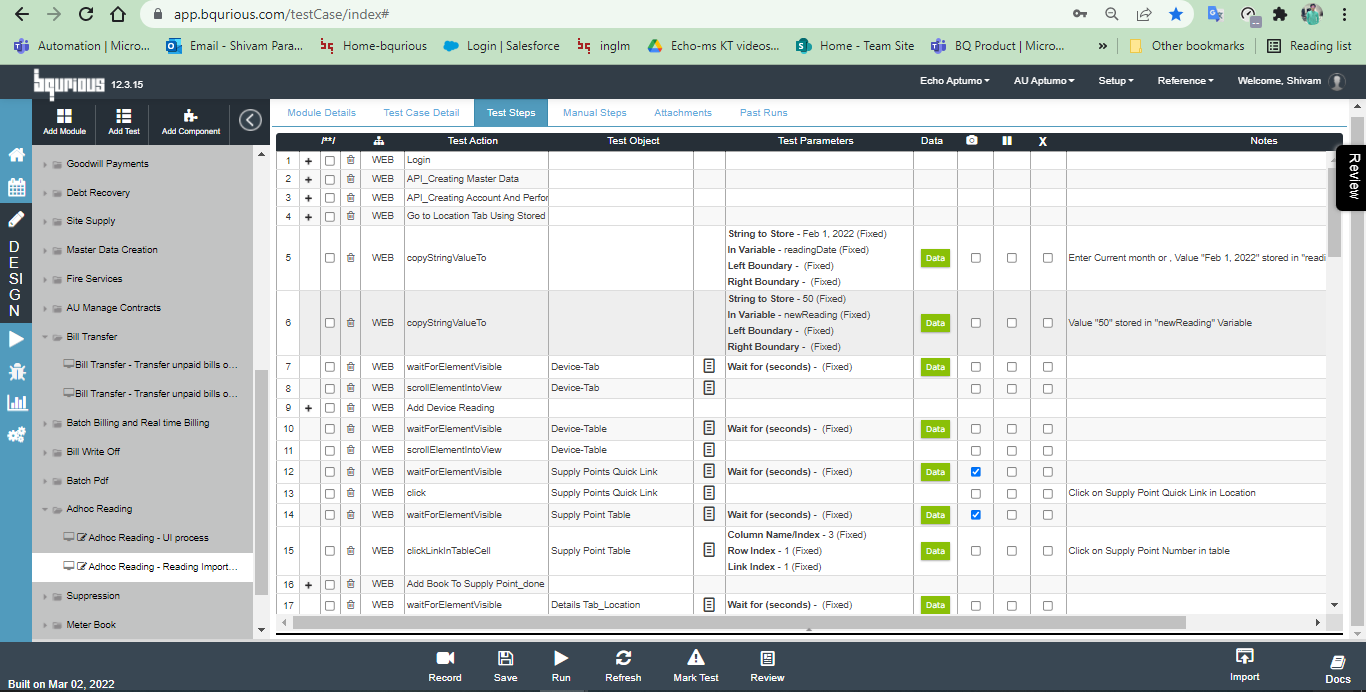 app.bqurious.com/testCase/index#
Automation | Micro...
Email - Shivam Para...
Home-bqurious
Login | Salesforce
inglm
Echo-ms KT videos...
Home - Team Site
BQ Product | Micro...
»
Other bookmarks
Reading list
bqurious 12.3.15
Echo Aptumo
AU Aptumo
Setup
Reference
Welcome, Shivam
Add Module
Add Test
Add Component
Module Details
Test Case Detail
Test Steps
Manual Steps
Attachments
Past Runs
DESIGN
Goodwill Payments
Debt Recovery
Site Supply
Master Data Creation
Fire Services
AU Manage Contracts
Bill Transfer
Bill Transfer - Transfer unpaid bills o...
Bill Transfer - Transfer unpaid bills o...
Batch Billing and Real time Billing
Bill Write Off
Batch Pdf
Adhoc Reading
Adhoc Reading - UI process
Adhoc Reading - Reading Import...
Suppression
Meter Book
/**/ Test Action Test Object Test Parameters Data X Notes
1 + WEB Login
2 + WEB API_Creating Master Data
3 + WEB API_Creating Account And Perfor
4 + WEB Go to Location Tab Using Stored
String to Store - Feb 1, 2022 (Fixed)
In Variable - readingDate (Fixed)
5 WEB copyStringValueTo Data Enter Current month or , Value "Feb 1, 2022" stored in "readi
Left Boundary - (Fixed)
Right Boundary - (Fixed)
String to Store - 50 (Fixed)
In Variable - newReading (Fixed)
6 WEB copyStringValueTo Data Value "50" stored in "newReading" Variable
Left Boundary - (Fixed)
Right Boundary - (Fixed)
7 WEB waitForElementVisible Device-Tab Wait for (seconds) - (Fixed) Data
8 WEB scrollElementIntoView Device-Tab
9 + WEB Add Device Reading
10 WEB waitForElementVisible Device-Table Wait for (seconds) - (Fixed) Data
11 WEB scrollElementIntoView Device-Table
12 WEB waitForElementVisible Supply Points Quick Link Wait for (seconds) - (Fixed) Data
13 WEB click Supply Points Quick Link Click on Supply Point Quick Link in Location
14 WEB waitForElementVisible Supply Point Table Wait for (seconds) - (Fixed) Data
Column Name/Index - 3 (Fixed)
15 WEB clickLinkInTableCell Supply Point Table Row Index - 1 (Fixed) Data Click on Supply Point Number in table
Link Index - 1 (Fixed)
16 + WEB Add Book To Supply Point_done
17 WEB waitForElementVisible Details Tab_Location Wait for (seconds) - (Fixed) Data
Review
Built on Mar 02, 2022
Record
Save
Run
Refresh
Mark Test
Review
Import
Docs